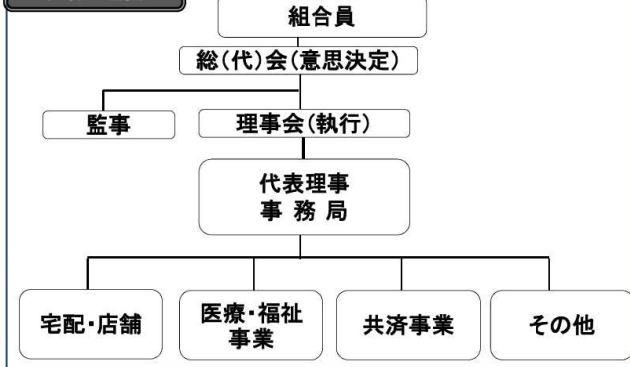 組合員
総(代)会(意思決定)
監事
理事会(執行)
代表理事
事務局
宅配・店舗
医療・福祉
事業
共済事業
その他